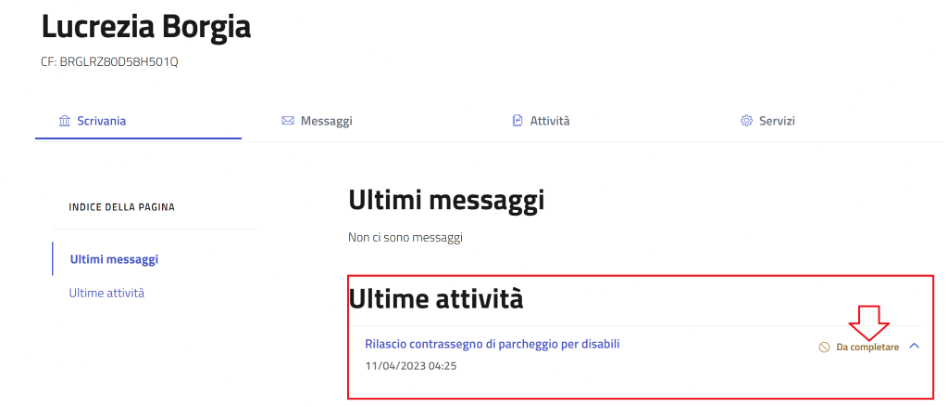 Lucrezia Borgia
CF: BRGLRZ80D58H501Q
Scrivania Messaggi Attività Servizi
INDICE DELLA PAGINA
Ultimi messaggi
Ultime attività
Ultimi messaggi
Non ci sono messaggi
Ultime attività
Rilascio contrassegno di parcheggio per disabili Da completare
11/04/2023 04:25